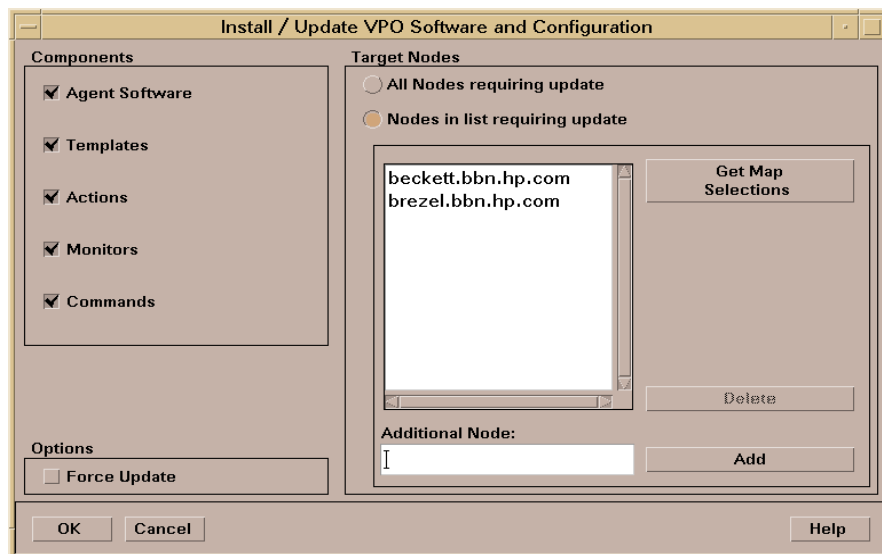 Install / Update VPO Software and Configuration
Components
Agent Software
Templates
Actions
Monitors
Commands
Options
Force Update
Target Nodes
All Nodes requiring update
Nodes in list requiring update
beckett.bbn.hp.com
brezel.bbn.hp.com
Get Map
Selections
Delete
Additional Node:
Add
OK
Cancel
Help